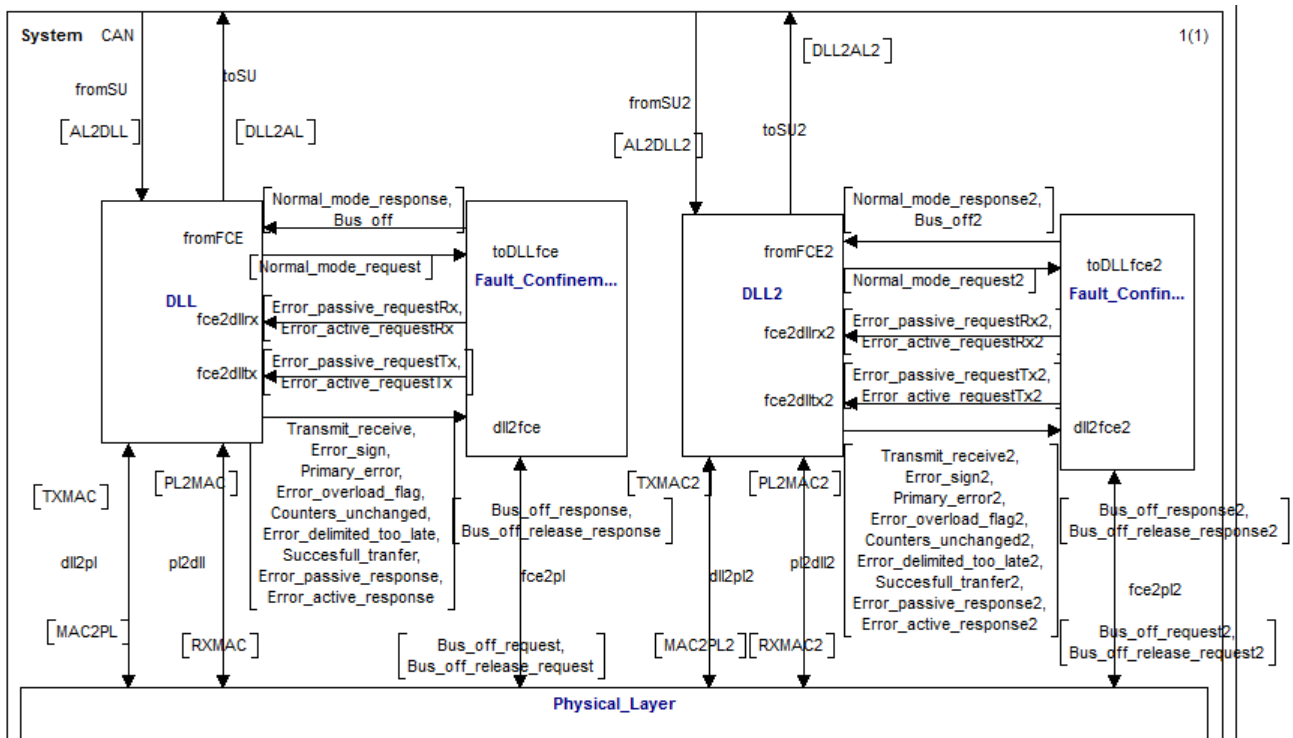 System CAN
1(1)
fromSU
toSU
[AL2DLL]
[DLL2AL]
fromSU2
toSU2
[DLL2AL2]
[AL2DLL2]
Normal_mode_response,
Bus_off
fromFCE
toDLLfce
Normal_mode_request
Fault_Confinem...
DLL
Error_passive_requestRx,
fce2dllrx
Error_active_requestRx
Error_passive_requestTx,
fce2dlltx
Error_active_requestTx
dll2fce
Transmit_receive,
Error_sign,
Primary_error,
Error_overload_flag,
Counters_unchanged,
Error_delimited_too_late,
Succesfull_tranfer,
Error_passive_response,
Error_active_response
[TXMAC]
[PL2MAC]
Bus_off_response,
Bus_off_release_response
dll2pl
pl2dll
fce2pl
[MAC2PL]
[RXMAC]
Bus_off_request,
Bus_off_release_request
Normal_mode_response2,
Bus_off2
fromFCE2
toDLLfce2
Normal_mode_request2
Fault_Confin...
DLL2
Error_passive_requestRx2,
fce2dllrx2
Error_active_requestRx2
Error_passive_requestTx2,
fce2dlltx2
Error_active_requestTx2
dll2fce2
Transmit_receive2,
Error_sign2,
Primary_error2,
Error_overload_flag2,
Counters_unchanged2,
Error_delimited_too_late2,
Succesfull_tranfer2,
Error_passive_response2,
Error_active_response2
[TXMAC2]
[PL2MAC2]
Bus_off_response2,
Bus_off_release_response2
dll2pl2
pl2dll2
fce2pl2
[MAC2PL2]
[RXMAC2]
Bus_off_request2,
Bus_off_release_request2
Physical_Layer